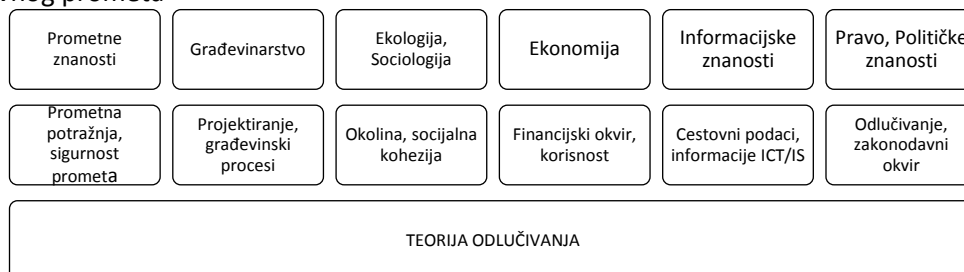 prometa
Prometne
znanosti
Građevinarstvo
Ekologija,
Sociologija
Ekonomija
Informacijske
znanosti
Pravo, Političke
znanosti
Prometna
potražnja,
sigurnost
prometa
Projektiranje,
građevinski
procesi
Okolina, socijalna
kohezija
Financijski okvir,
korisnost
Cestovni podaci,
informacije ICT/IS
Odlučivanje,
zakonodavni
okvir
TEORIJA ODLUČIVANJA